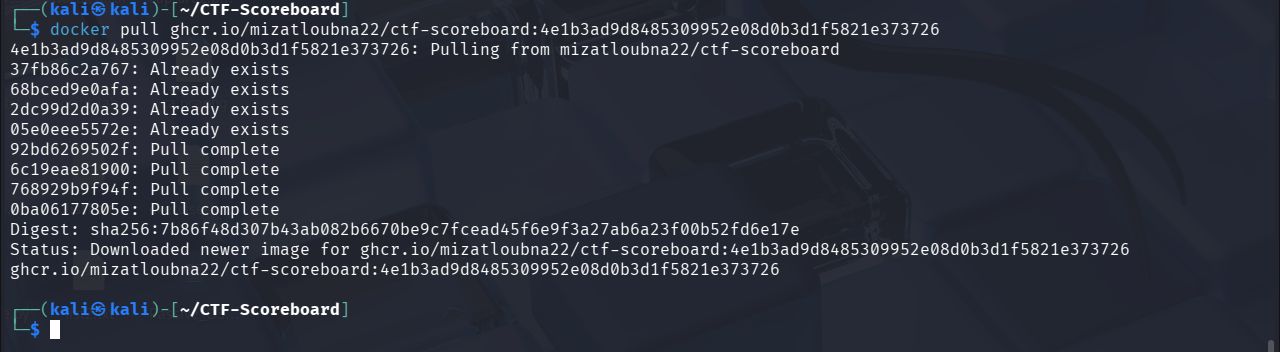 ┌──(kali㉿kali)-[~/CTF-Scoreboard]
└─$ docker pull ghcr.io/mizatloubna22/ctf-scoreboard:4e1b3ad9d8485309952e08d0b3d1f5821e373726
4e1b3ad9d8485309952e08d0b3d1f5821e373726: Pulling from mizatloubna22/ctf-scoreboard
37fb86c2a767: Already exists
68bced9e0afa: Already exists
2dc99d2d0a39: Already exists
05e0eee5572e: Already exists
92bd6269502f: Pull complete
6c19eae81900: Pull complete
768929b9f94f: Pull complete
0ba06177805e: Pull complete
Digest: sha256:7b86f48d307b43ab082b6670be9c7fcead45f6e9f3a27ab6a23f00b52fd6e17e
Status: Downloaded newer image for ghcr.io/mizatloubna22/ctf-scoreboard:4e1b3ad9d8485309952e08d0b3d1f5821e373726
ghcr.io/mizatloubna22/ctf-scoreboard:4e1b3ad9d8485309952e08d0b3d1f5821e373726
┌──(kali㉿kali)-[~/CTF-Scoreboard]
└─$